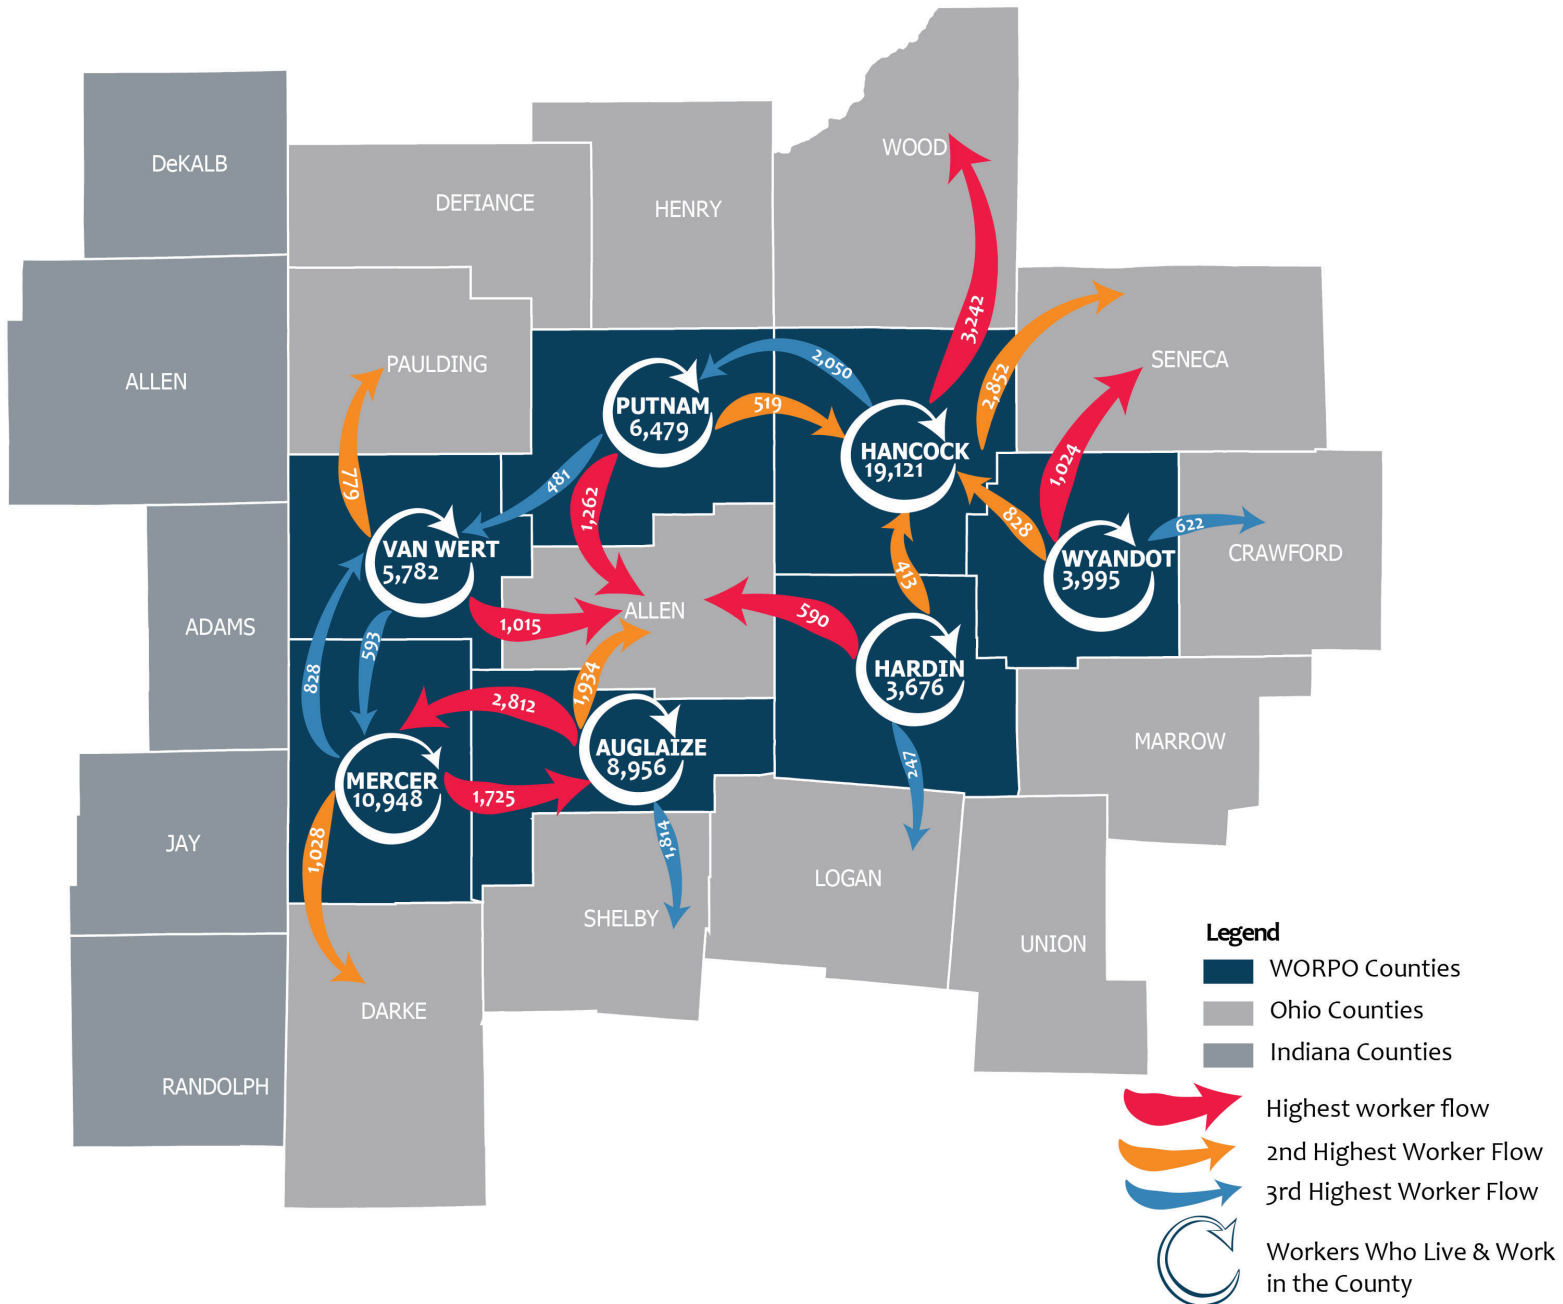 WOOD
DeKALB
DEFIANCE
HENRY
3,242
2,852
SENECA
PAULDING
ALLEN
2,050
PUTNAM
6,479
519
HANCOCK
19,121
1,024
779
481
1,262
828
622
CRAWFORD
VAN WERT
5,782
WYANDOT
3,995
413
ADAMS
ALLEN
1,015
590
593
828
HARDIN
3,676
1,934
2,812
MARROW
AUGLAIZE
8,956
247
MERCER
10,948
1,725
1,028
1,814
JAY
LOGAN
SHELBY
UNION
DARKE
RANDOLPH
Legend
WORPO Counties
Ohio Counties
Indiana Counties
Highest worker flow
2nd Highest Worker Flow
3rd Highest Worker Flow
Workers Who Live & Work
in the County